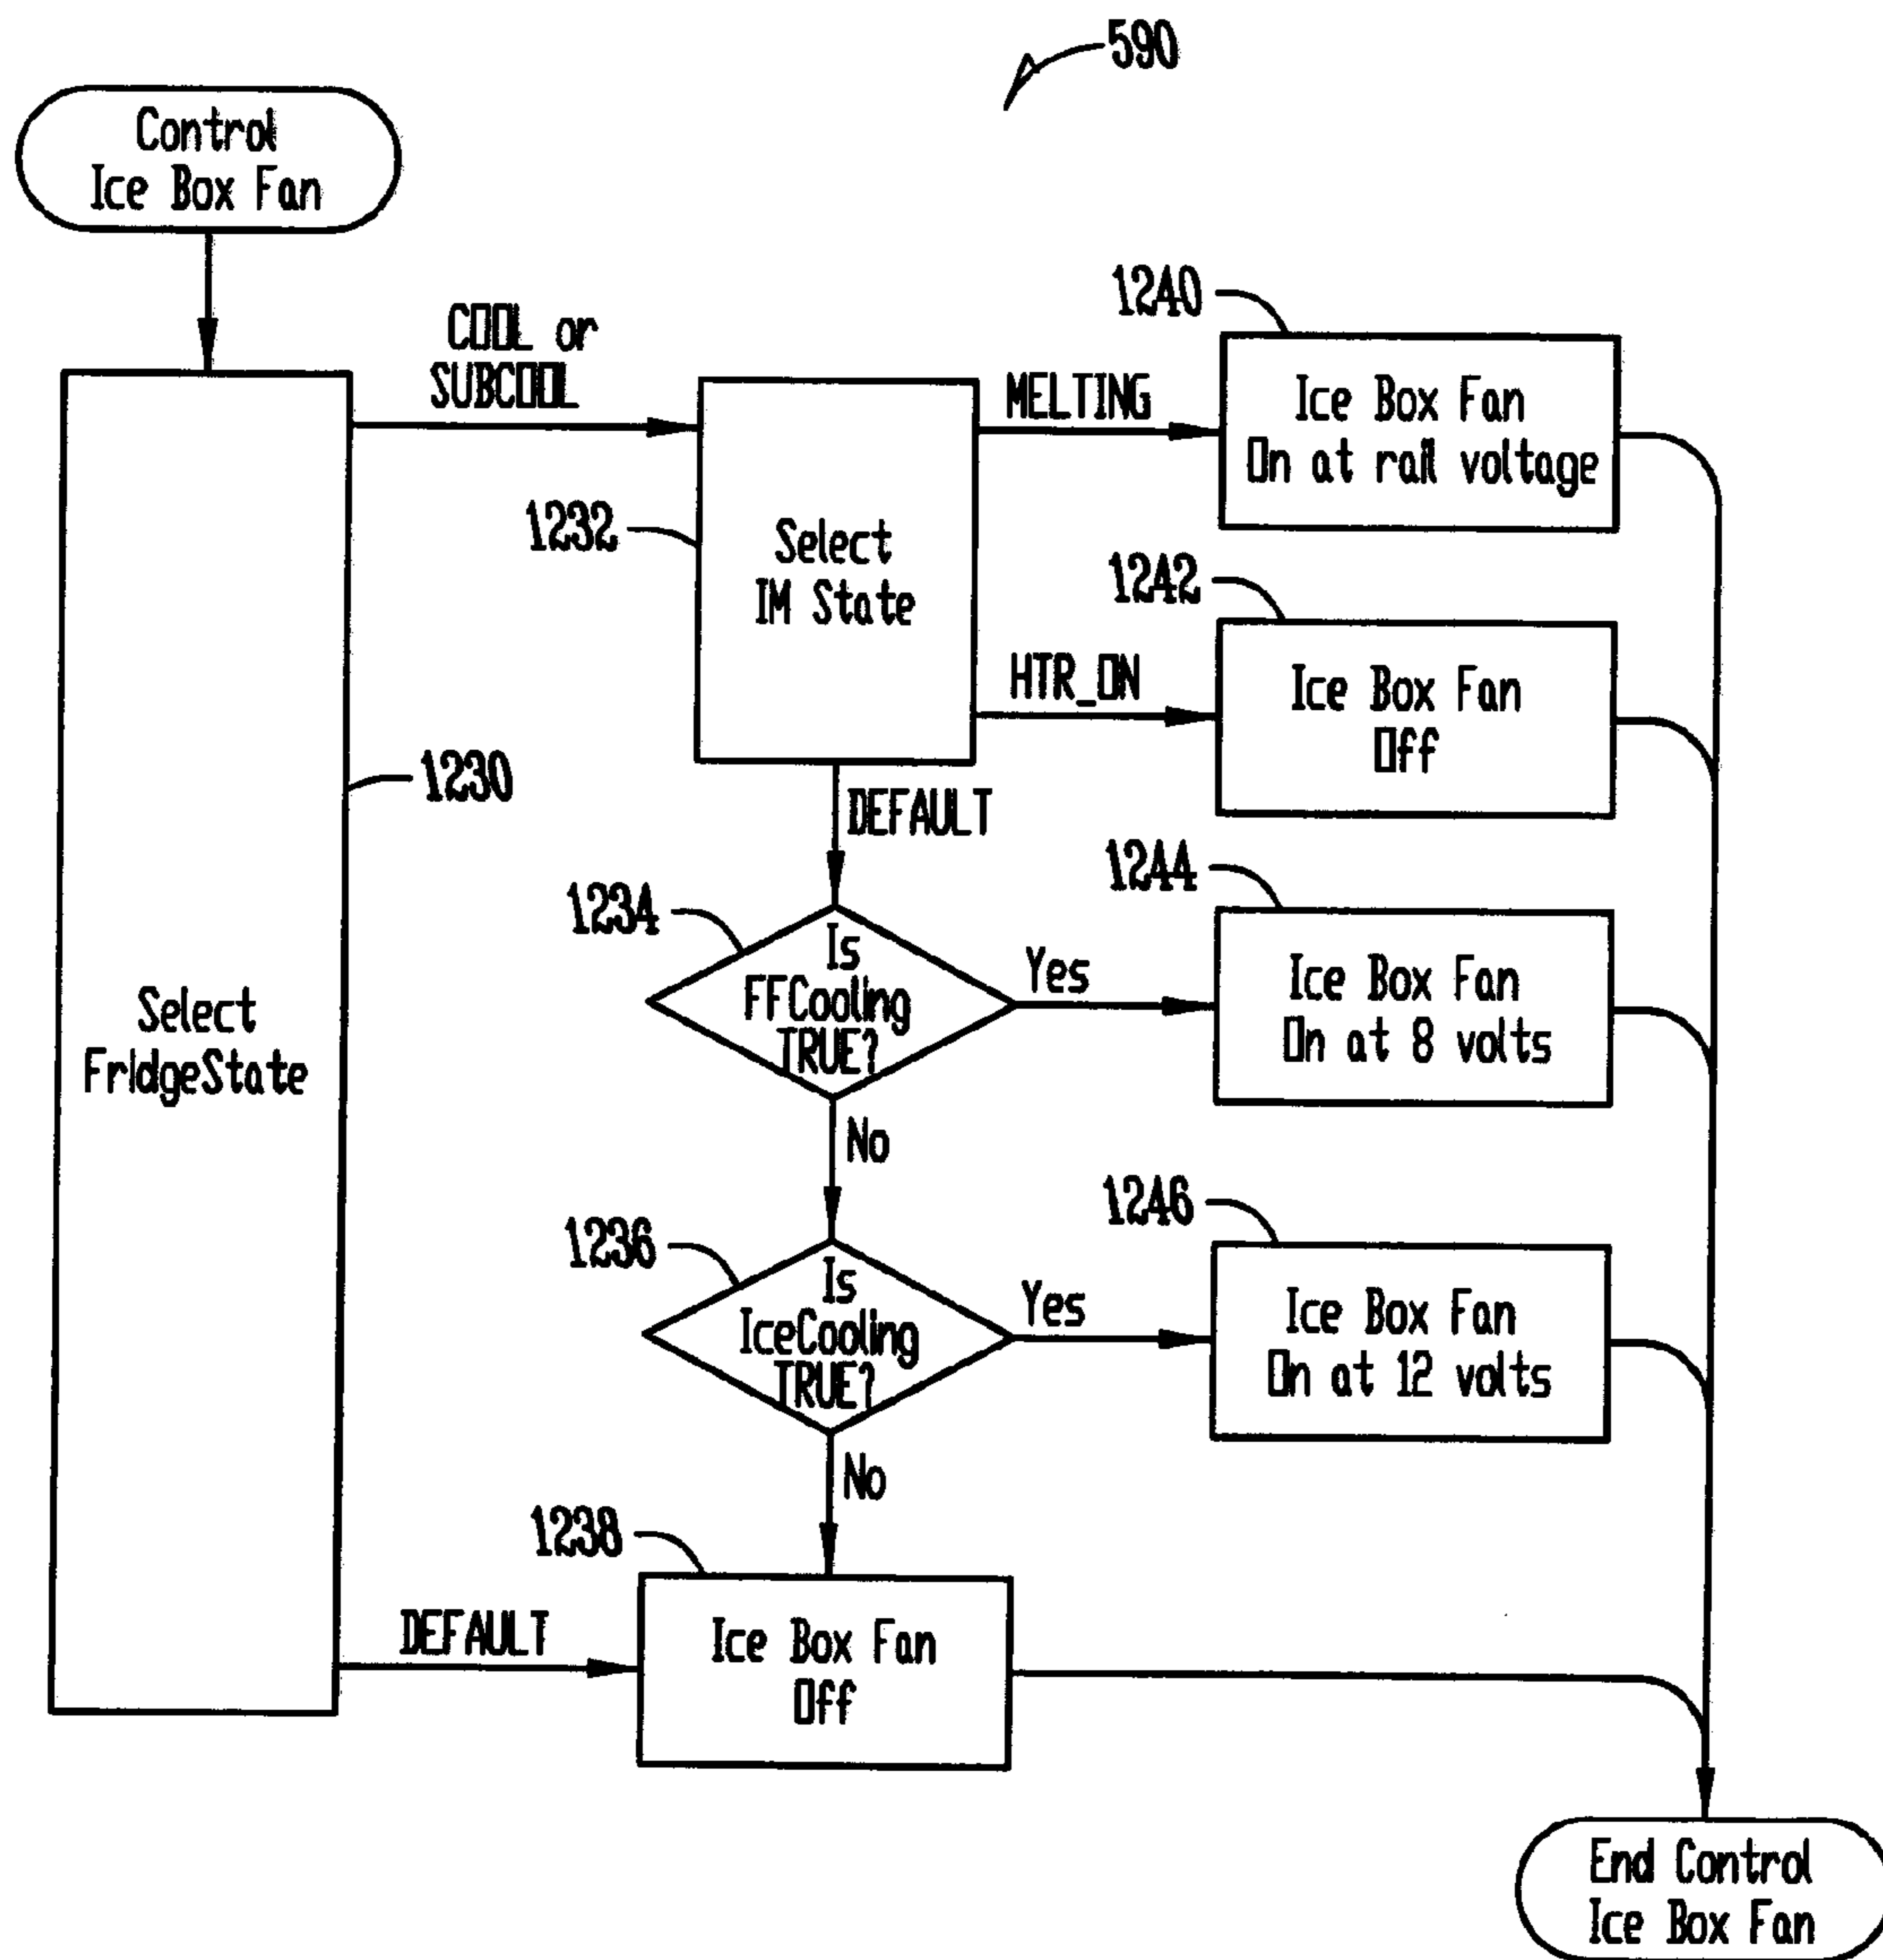 590
Control
Ice Box Fan
COOL or
SUBCOOL
1230
Select
FridgeState
1232
Select
IM State
MELTING
1240
Ice Box Fan
On at rail voltage
HTR_ON
1242
Ice Box Fan
Off
DEFAULT
1234
Is
FFCooling
TRUE?
Yes
1244
Ice Box Fan
On at 8 volts
No
1236
Is
IceCooling
TRUE?
Yes
1246
Ice Box Fan
On at 12 volts
No
DEFAULT
1238
Ice Box Fan
Off
End Control
Ice Box Fan